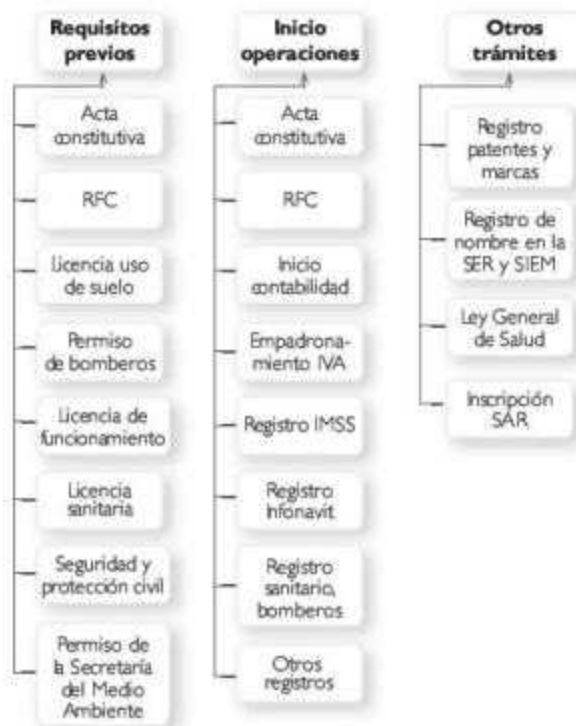 Requisitos
previos
Acta
constitutiva
RFC
Licencia uso
de suelo
Permiso
de bomberos
Licencia de
funcionamiento
Licencia
sanitaria
Seguridad y
protección civil
Permiso de
la Secretaría
del Medio
Ambiente
Inicio
operaciones
Acta
constitutiva
RFC
Inicio
contabilidad
Empadrona-
miento IVA
Registro IMSS
Registro
Infonavit
Registro
sanitario,
bomberos
Otros
registros
Otros
trámites
Registro
patentes y
marcas
Registro de
nombre en la
SER y SIEM
Ley General
de Salud
Inscripción
SAR